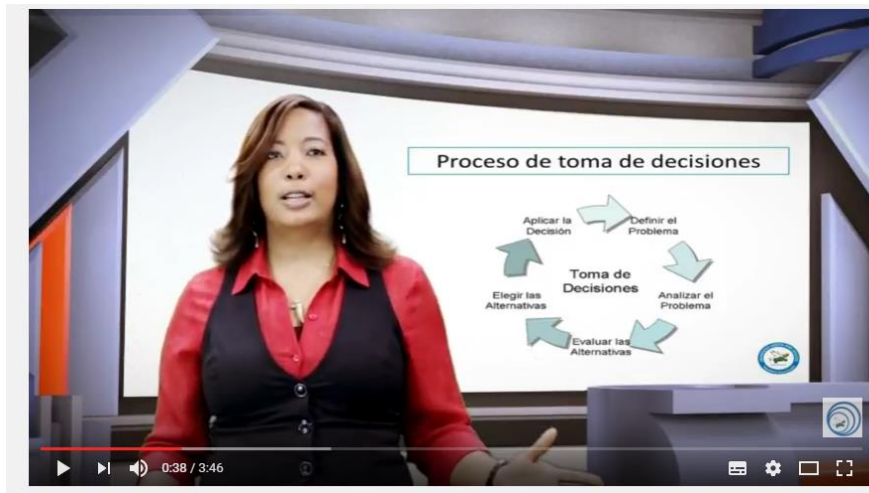 Proceso de toma de decisiones
Aplicar la
Decisión
Definir el
Problema
Toma de
Decisiones
Elegir las
Alternativas
Analizar el
Problema
Evaluar las
Alternativas
0:38 / 3:46